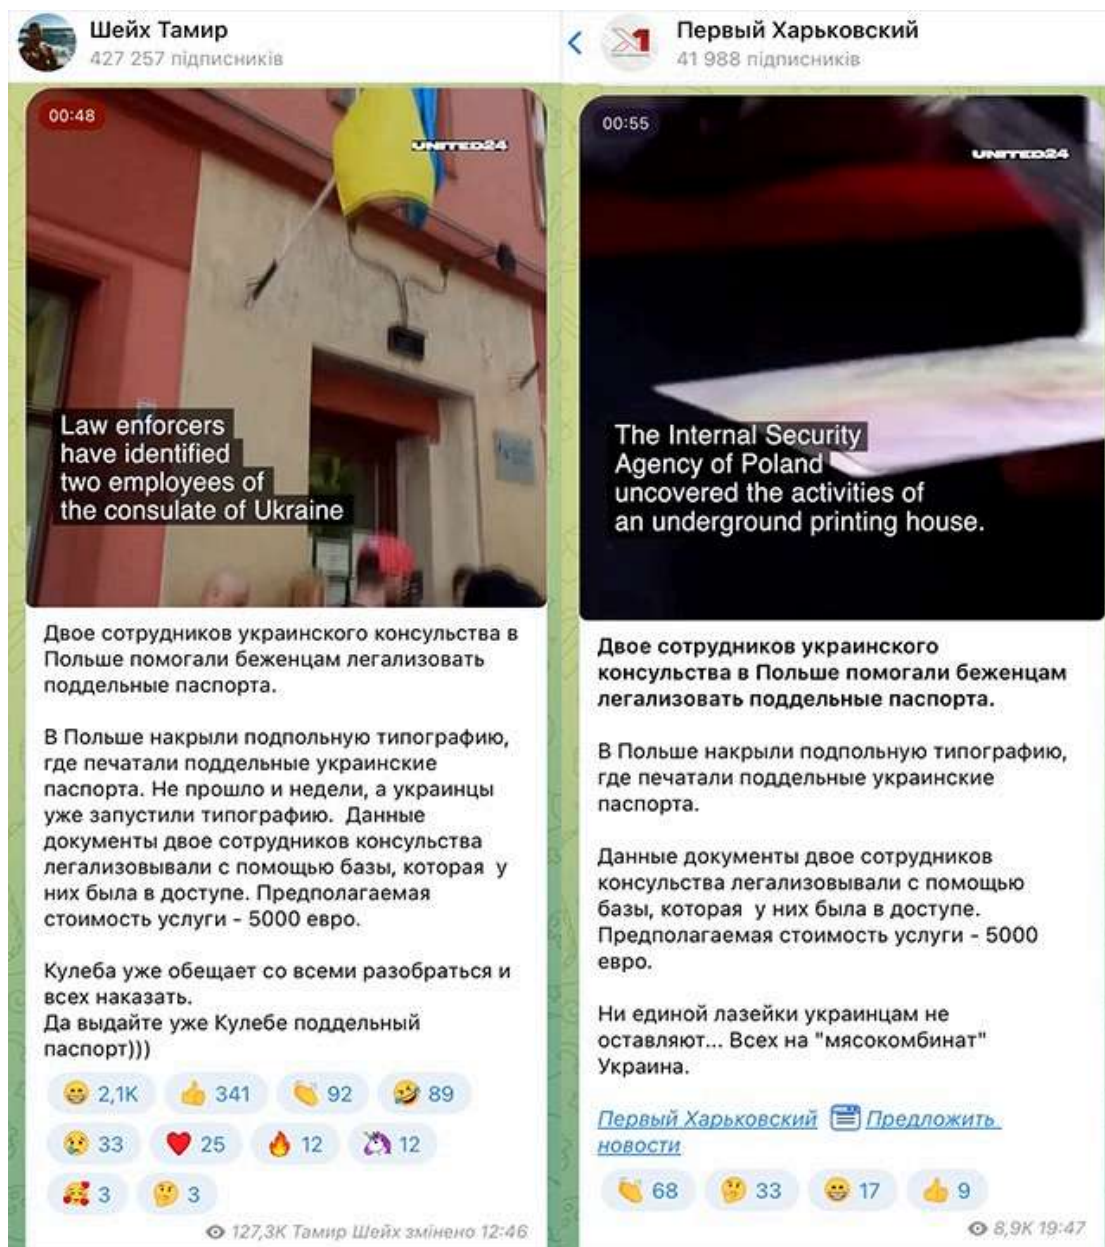 Шейх Тамир
427 257 підписників
00:48
UNITED24
Law enforcers
have identified
two employees of
the consulate of Ukraine
Двое сотрудников украинского консульства в
Польше помогали беженцам легализовать
поддельные паспорта.
В Польше накрыли подпольную типографию,
где печатали поддельные украинские
паспорта. Не прошло и недели, а украинцы
уже запустили типографию.  Данные
документы двое сотрудников консульства
легализовывали с помощью базы, которая  у
них была в доступе. Предполагаемая
стоимость услуги - 5000 евро.
Кулеба уже обещает со всеми разобраться и
всех наказать.
Да выдайте уже Кулебе поддельный
паспорт)))
2,1K 341 92 89
33 25 12 12
3 3
127,3K Тамир Шейх змінено 12:46
Первый Харьковский
41 988 підписників
X1
00:55
UNITED24
The Internal Security
Agency of Poland
uncovered the activities of
an underground printing house.
Двое сотрудников украинского
консульства в Польше помогали беженцам
легализовать поддельные паспорта.
В Польше накрыли подпольную типографию,
где печатали поддельные украинские
паспорта.
Данные документы двое сотрудников
консульства легализовывали с помощью
базы, которая  у них была в доступе.
Предполагаемая стоимость услуги - 5000
евро.
Ни единой лазейки украинцам не
оставляют... Всех на "мясокомбинат"
Украина.
Первый Харьковский Предложить
новости
68 33 17 9
8,9K 19:47